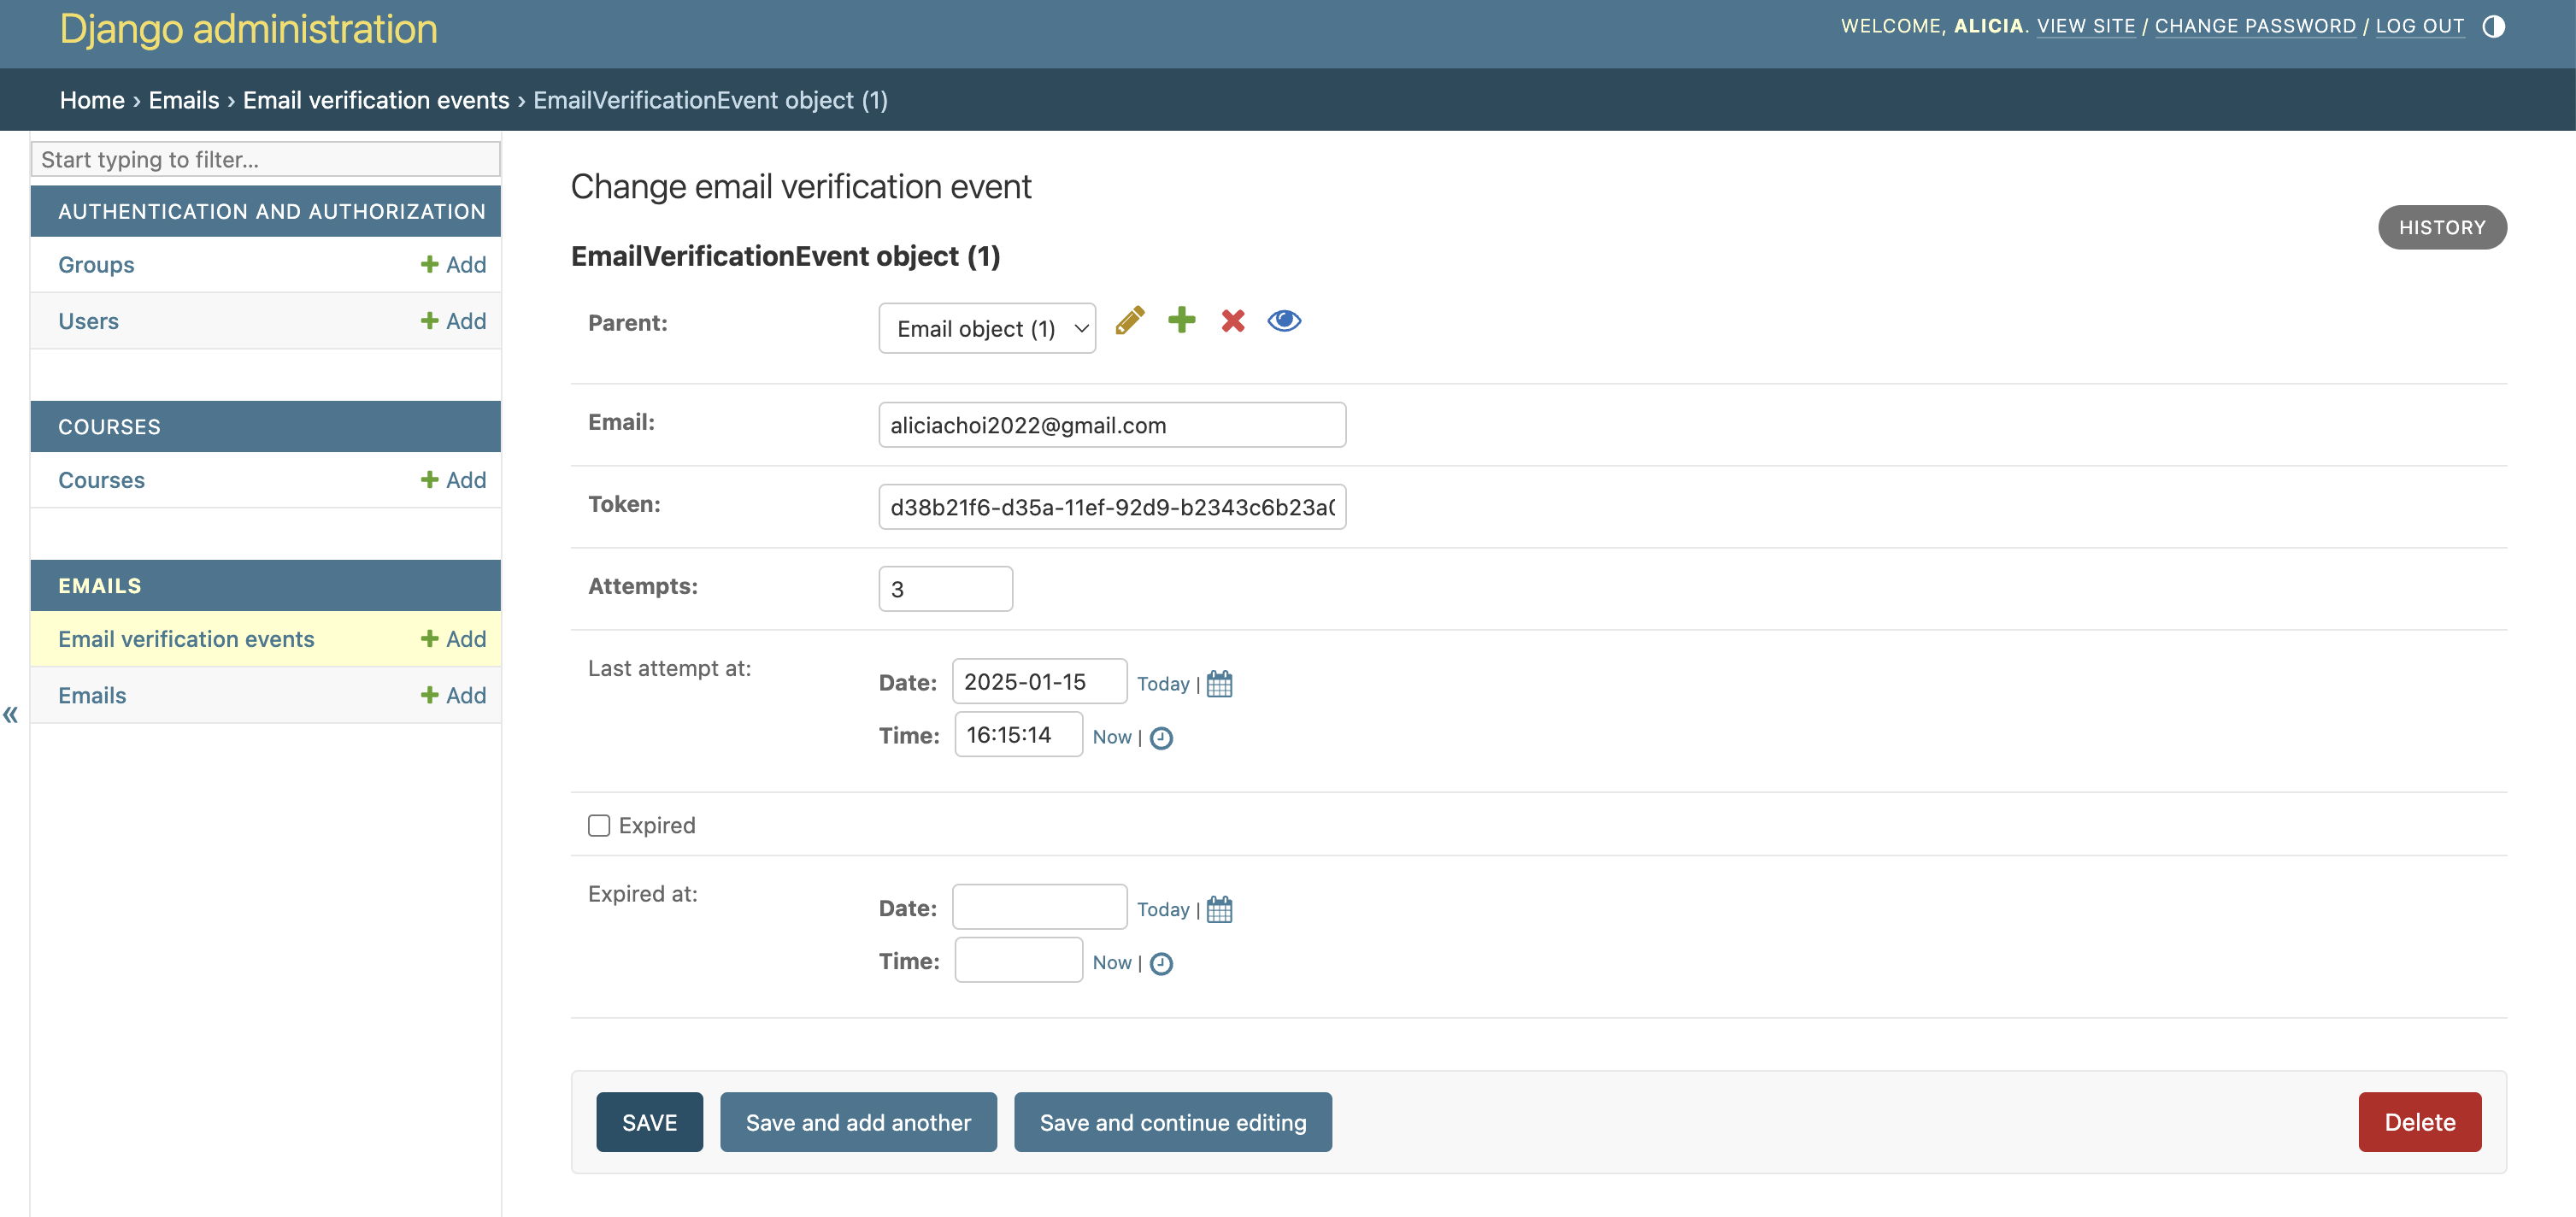 Django administration
WELCOME, ALICIA. VIEW SITE / CHANGE PASSWORD / LOG OUT
Home › Emails › Email verification events › EmailVerificationEvent object (1)
Start typing to filter...
AUTHENTICATION AND AUTHORIZATION
Groups
Add
Users
Add
COURSES
Courses
Add
EMAILS
Email verification events
Add
Emails
Add
«
Change email verification event
HISTORY
EmailVerificationEvent object (1)
Parent:
Email object (1)
Email:
aliciachoi2022@gmail.com
Token:
d38b21f6-d35a-11ef-92d9-b2343c6b23a
Attempts:
3
Last attempt at:
Date: 2025-01-15 Today |
Time: 16:15:14 Now |
Expired
Expired at:
Date: Today |
Time: Now |
SAVE
Save and add another
Save and continue editing
Delete